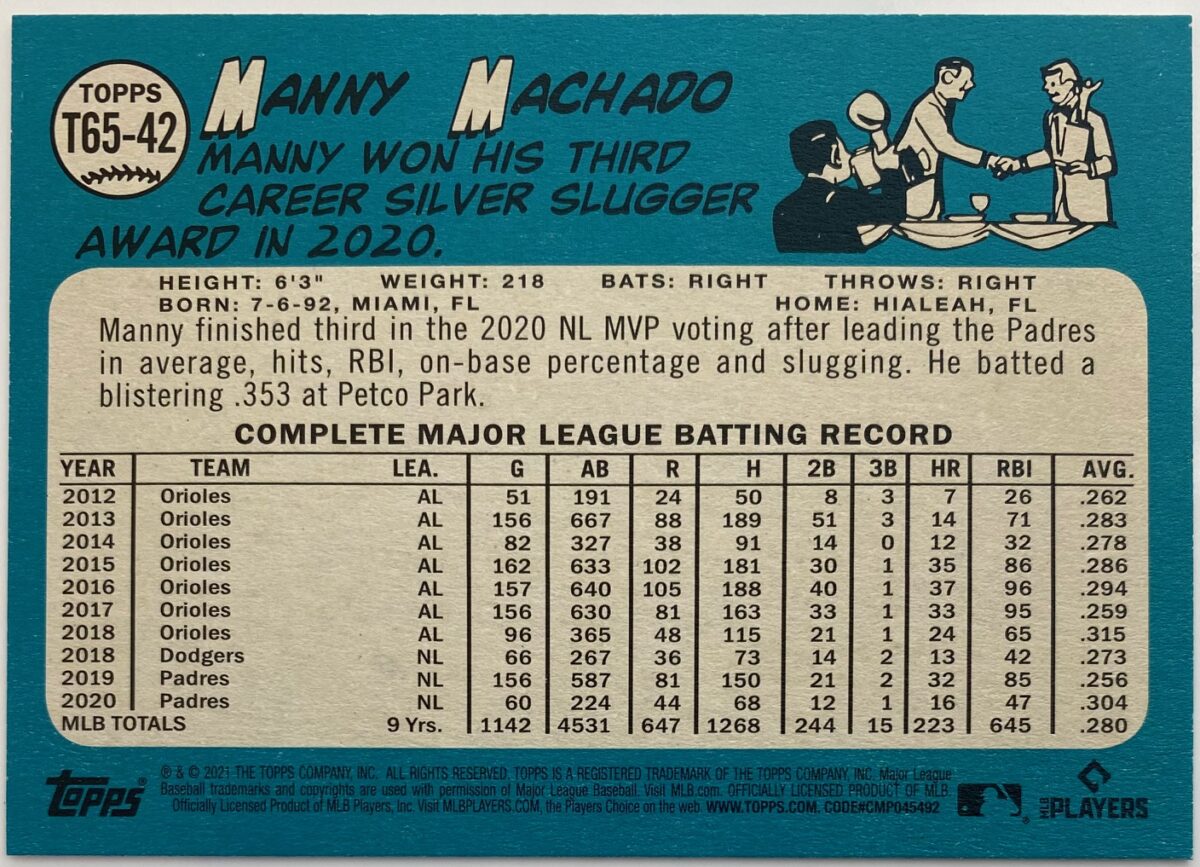 TOPPS
T65-42
MANNY MACHADO
MANNY WON HIS THIRD
CAREER SILVER SLUGGER
AWARD IN 2020.
HEIGHT: 6'3" WEIGHT: 218 BATS: RIGHT THROWS: RIGHT
BORN: 7-6-92, MIAMI, FL HOME: HIALEAH, FL
Manny finished third in the 2020 NL MVP voting after leading the Padres
in average, hits, RBI, on-base percentage and slugging. He batted a
blistering .353 at Petco Park.
COMPLETE MAJOR LEAGUE BATTING RECORD
YEAR TEAM LEA. G AB R H 2B 3B HR RBI AVG.
2012 Orioles AL 51 191 24 50 8 3 7 26 .262
2013 Orioles AL 156 667 88 189 51 3 14 71 .283
2014 Orioles AL 82 327 38 91 14 0 12 32 .278
2015 Orioles AL 162 633 102 181 30 1 35 86 .286
2016 Orioles AL 157 640 105 188 40 1 37 96 .294
2017 Orioles AL 156 630 81 163 33 1 33 95 .259
2018 Orioles AL 96 365 48 115 21 1 24 65 .315
2018 Dodgers NL 66 267 36 73 14 2 13 42 .273
2019 Padres NL 156 587 81 150 21 2 32 85 .256
2020 Padres NL 60 224 44 68 12 1 16 47 .304
MLB TOTALS 9 Yrs. 1142 4531 647 1268 244 15 223 645 .280
TOPPS ® & © 2021 THE TOPPS COMPANY, INC. ALL RIGHTS RESERVED. TOPPS IS A REGISTERED TRADEMARK OF THE TOPPS COMPANY, INC. Major League
Baseball trademarks and copyrights are used with permission of Major League Baseball. Visit MLB.com. OFFICIALLY LICENSED PRODUCT OF MLB
Officially Licensed Product of MLB Players, Inc. Visit MLBPLAYERS.COM, the Players Choice on the web. WWW.TOPPS.COM. CODE#CMP045492
MLB PLAYERS